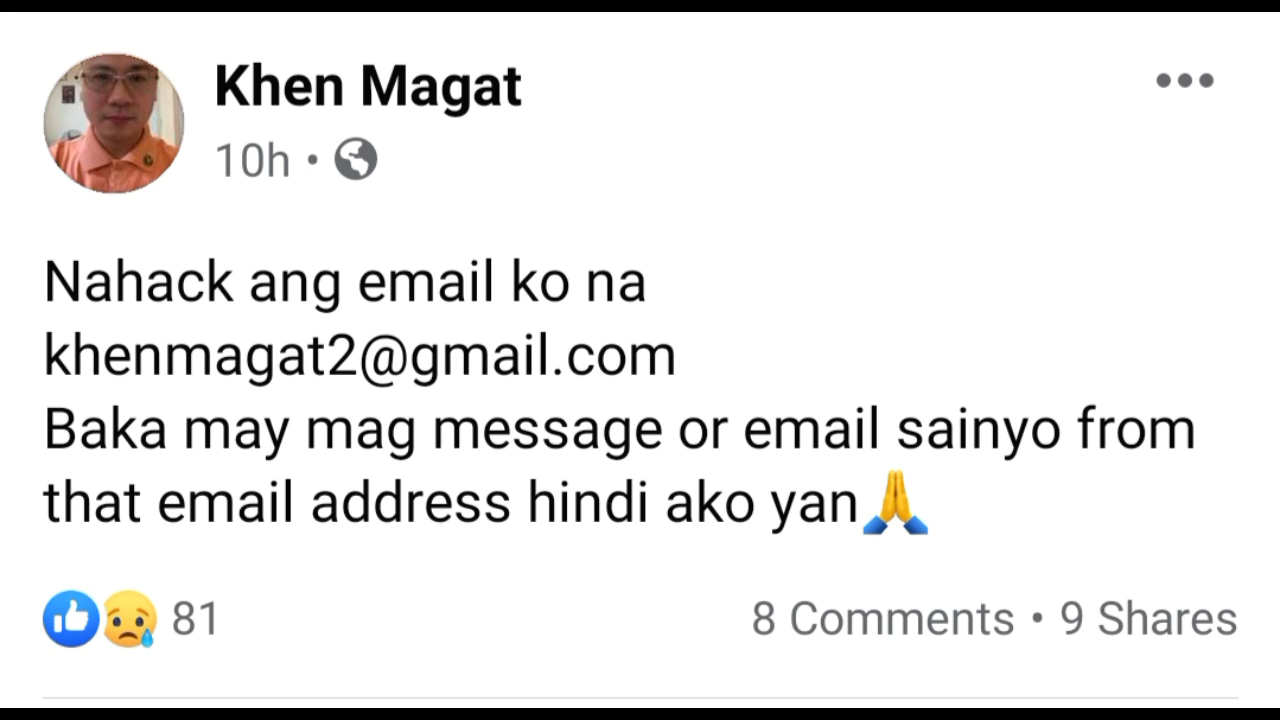 Khen Magat
10h •
Nahack ang email ko na
khenmagat2@gmail.com
Baka may mag message or email sainyo from
that email address hindi ako yan🙏
81
8 Comments • 9 Shares